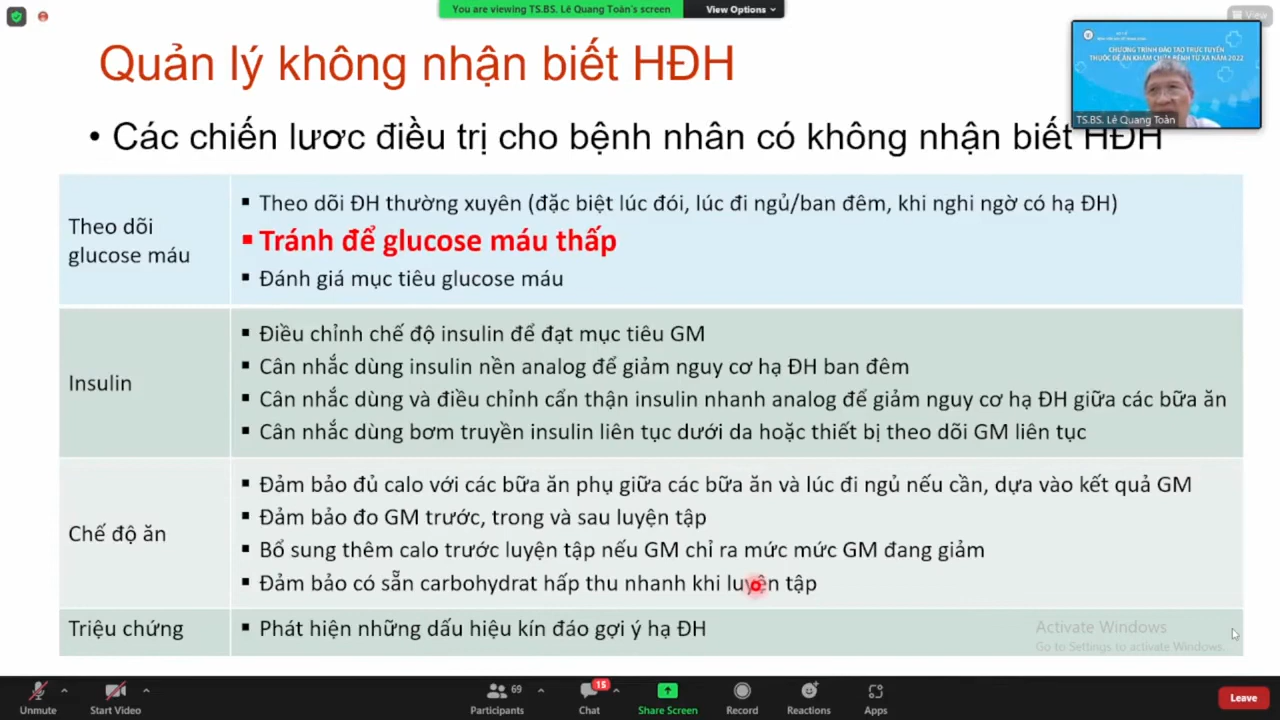 You are viewing TS.BS. Lê Quang Toàn's screen
View Options
View
Quản lý không nhận biết HĐH
CHƯƠNG TRÌNH ĐÀO TẠO TRỰC TUYẾN
THUỘC ĐỀ ÁN KHÁM CHỮA BỆNH TỪ XA NĂM 2022
TS.BS. Lê Quang Toàn
• Các chiến lươc điều trị cho bệnh nhân có không nhận biết HĐH
Theo dõi glucose máu
▪ Theo dõi ĐH thường xuyên (đặc biệt lúc đói, lúc đi ngủ/ban đêm, khi nghi ngờ có hạ ĐH)
▪ Tránh để glucose máu thấp
▪ Đánh giá mục tiêu glucose máu
Insulin
▪ Điều chỉnh chế độ insulin để đạt mục tiêu GM
▪ Cân nhắc dùng insulin nền analog để giảm nguy cơ hạ ĐH ban đêm
▪ Cân nhắc dùng và điều chỉnh cẩn thận insulin nhanh analog để giảm nguy cơ hạ ĐH giữa các bữa ăn
▪ Cân nhắc dùng bơm truyền insulin liên tục dưới da hoặc thiết bị theo dõi GM liên tục
Chế độ ăn
▪ Đảm bảo đủ calo với các bữa ăn phụ giữa các bữa ăn và lúc đi ngủ nếu cần, dựa vào kết quả GM
▪ Đảm bảo đo GM trước, trong và sau luyện tập
▪ Bổ sung thêm calo trước luyện tập nếu GM chỉ ra mức mức GM đang giảm
▪ Đảm bảo có sẵn carbohydrat hấp thu nhanh khi luyện tập
Triệu chứng
▪ Phát hiện những dấu hiệu kín đáo gợi ý hạ ĐH
Activate Windows
Go to Settings to activate Windows.
Unmute
Start Video
69
Participants
15
Chat
Share Screen
Record
Reactions
Apps
Leave